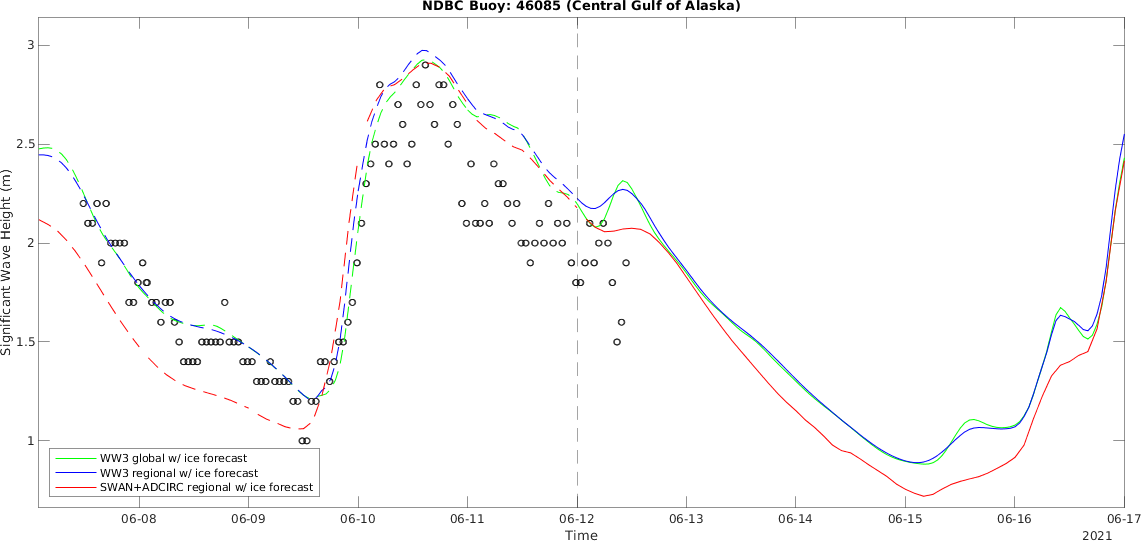 NDBC Buoy: 46085 (Central Gulf of Alaska)
Significant Wave Height (m)
3
2.5
2
1.5
1
WW3 global w/ ice forecast
WW3 regional w/ ice forecast
SWAN+ADCIRC regional w/ ice forecast
06-08 06-09 06-10 06-11 06-12 06-13 06-14 06-15 06-16 06-17
Time
2021